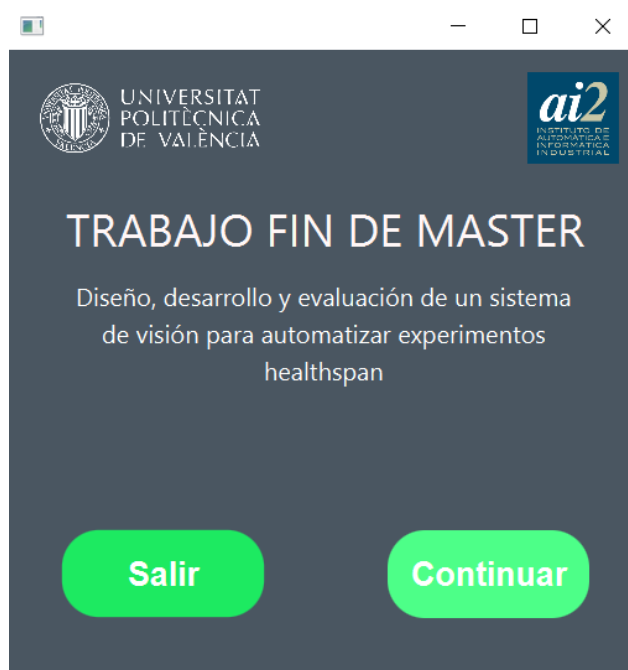 UNIVERSITAT
POLITÈCNICA
DE VALÈNCIA
ai2
INSTITUTO DE
AUTOMÁTICA E
INFORMÁTICA
INDUSTRIAL
TRABAJO FIN DE MASTER
Diseño, desarrollo y evaluación de un sistema
de visión para automatizar experimentos
healthspan
Salir
Continuar